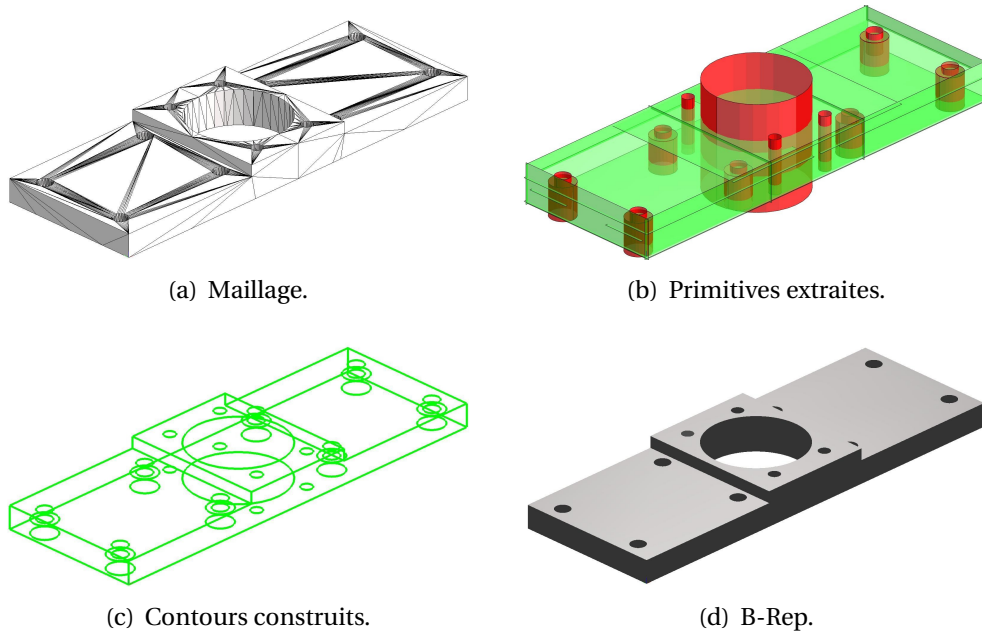 (a) Maillage.
(b) Primitives extraites.
(c) Contours construits.
(d) B-Rep.